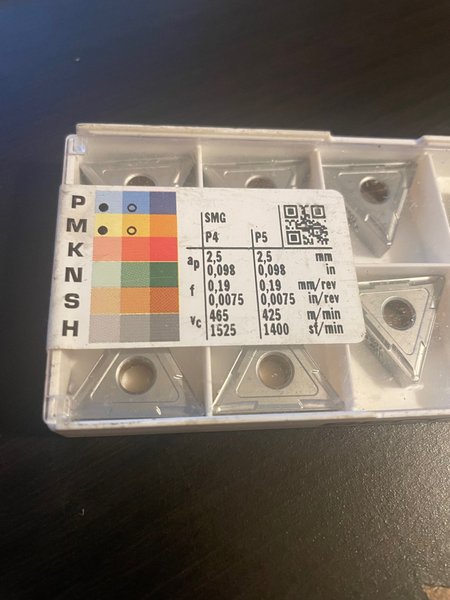 P
M
K
N
S
H
SMG
P4 P5
ap 2,5 2,5 mm
0,098 0,098 in
f 0,19 0,19 mm/rev
0,0075 0,0075 in/rev
vc 465 425 m/min
1525 1400 sf/min